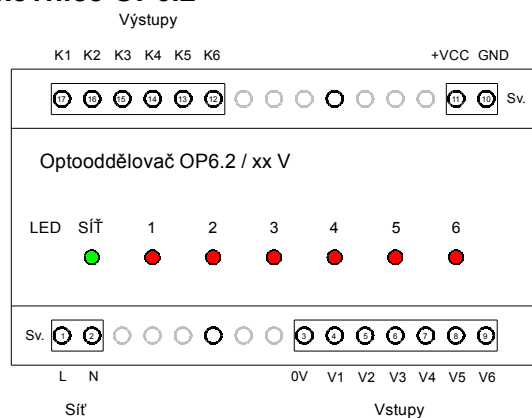 Výstupy
K1 K2 K3 K4 K5 K6 +VCC GND
17 16 15 14 13 12 11 10 Sv.
Optooddělovač OP6.2 / xx V
LED SÍŤ 1 2 3 4 5 6
Sv. 1 2 3 4 5 6 7 8 9
L N 0V V1 V2 V3 V4 V5 V6
Síť Vstupy